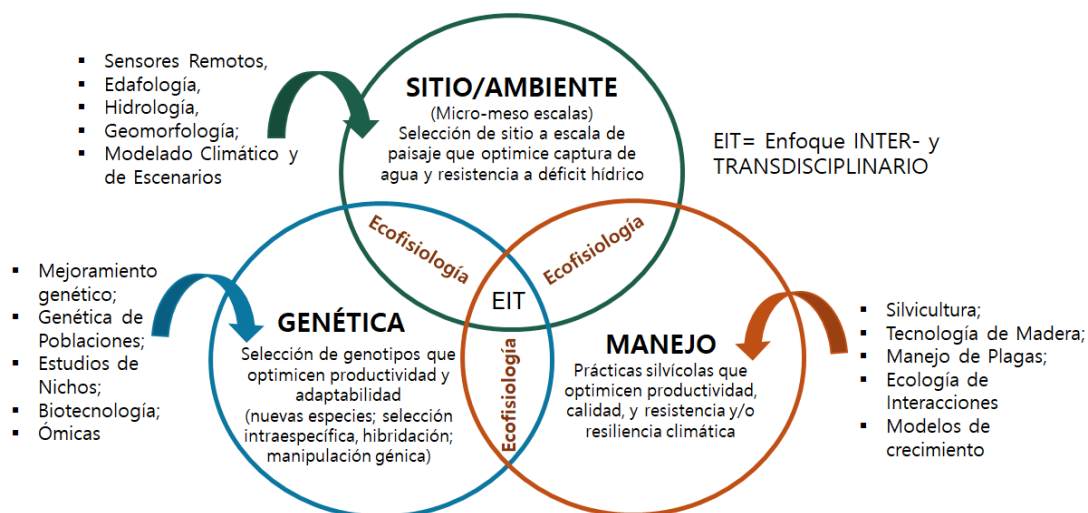 ▪ Sensores Remotos,
▪ Edafología,
▪ Hidrología,
▪ Geomorfología;
▪ Modelado Climático y
de Escenarios
SITIO/AMBIENTE
(Micro-meso escalas)
Selección de sitio a escala de
paisaje que optimice captura de
agua y resistencia a déficit hídrico
EIT= Enfoque INTER- y
TRANSDISCIPLINARIO
Ecofisiología
Ecofisiología
EIT
▪ Mejoramiento
genético;
▪ Genética de
Poblaciones;
▪ Estudios de
Nichos;
▪ Biotecnología;
▪ Ómicas
GENÉTICA
Selección de genotipos que
optimicen productividad y
adaptabilidad
(nuevas especies; selección
intraespecífica, hibridación;
manipulación génica)
Ecofisiología
MANEJO
Prácticas silvícolas que
optimicen productividad,
calidad, y resistencia y/o
resiliencia climática
▪ Silvicultura;
▪ Tecnología de Madera;
▪ Manejo de Plagas;
▪ Ecología de
Interacciones
▪ Modelos de
crecimiento